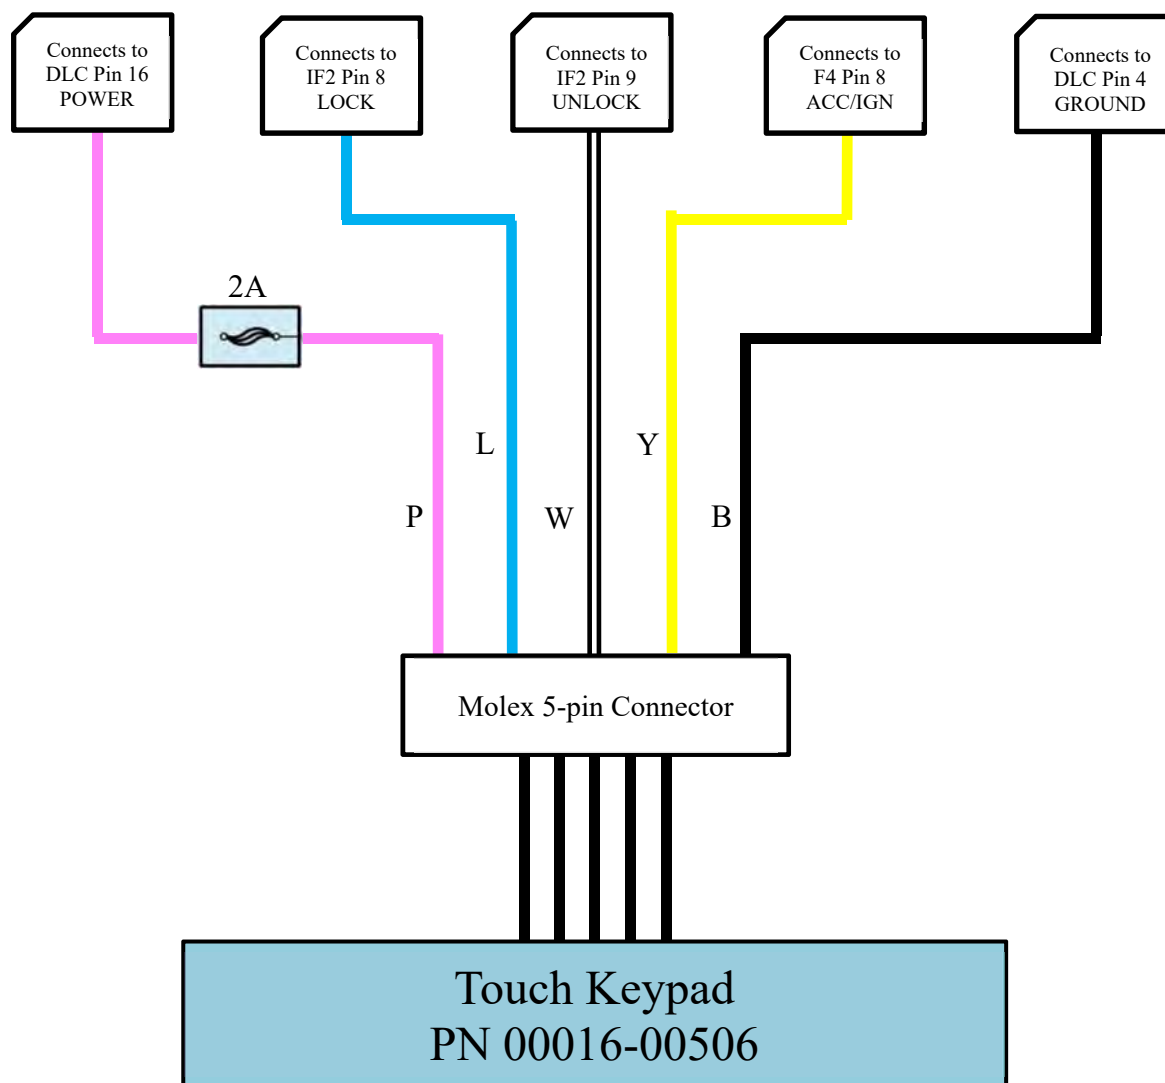 Connects to
DLC Pin 16
POWER
Connects to
IF2 Pin 8
LOCK
Connects to
IF2 Pin 9
UNLOCK
Connects to
F4 Pin 8
ACC/IGN
Connects to
DLC Pin 4
GROUND
2A
L
Y
P
W
B
Molex 5-pin Connector
Touch Keypad
PN 00016-00506